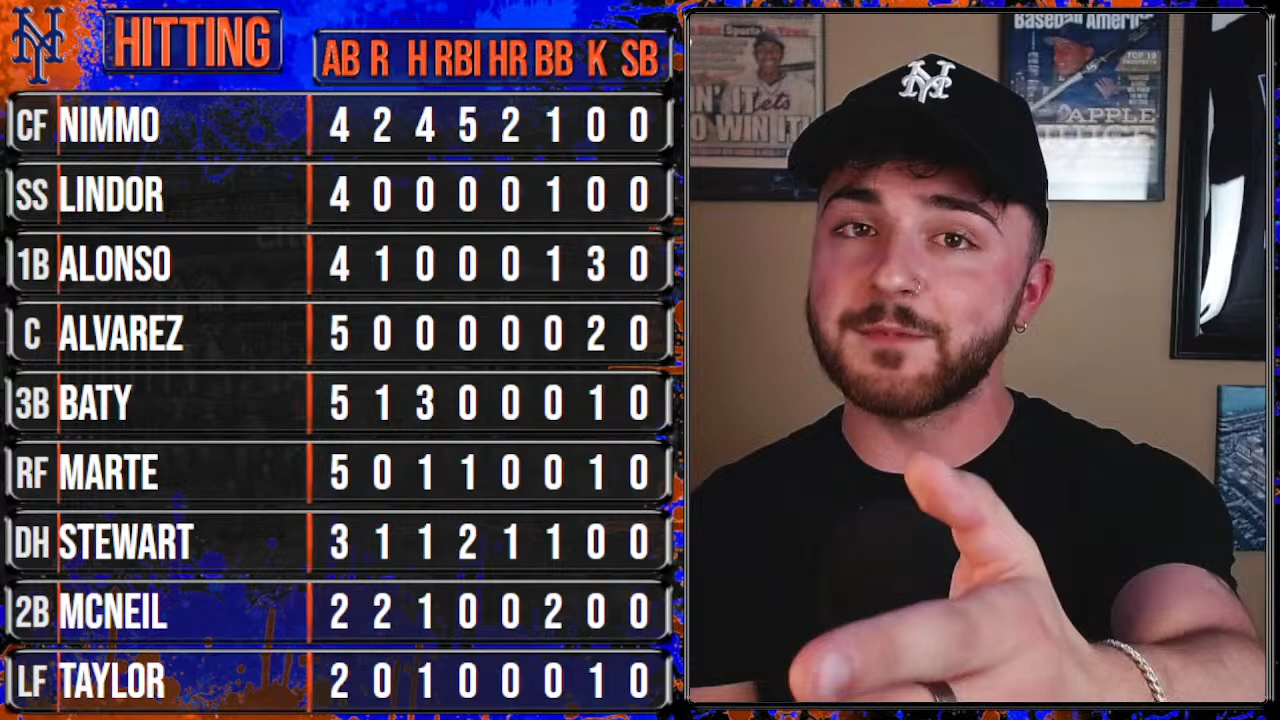 NY
HITTING
AB R H RBI HR BB K SB
CF NIMMO 4 2 4 5 2 1 0 0
SS LINDOR 4 0 0 0 0 1 0 0
1B ALONSO 4 1 0 0 0 1 3 0
C ALVAREZ 5 0 0 0 0 0 2 0
3B BATY 5 1 3 0 0 0 1 0
RF MARTE 5 0 1 1 0 0 1 0
DH STEWART 3 1 1 2 1 1 0 0
2B MCNEIL 2 2 1 0 0 2 0 0
LF TAYLOR 2 0 1 0 0 0 1 0
NY
Baseball America
TOP 10
APPLE
WIN IT!